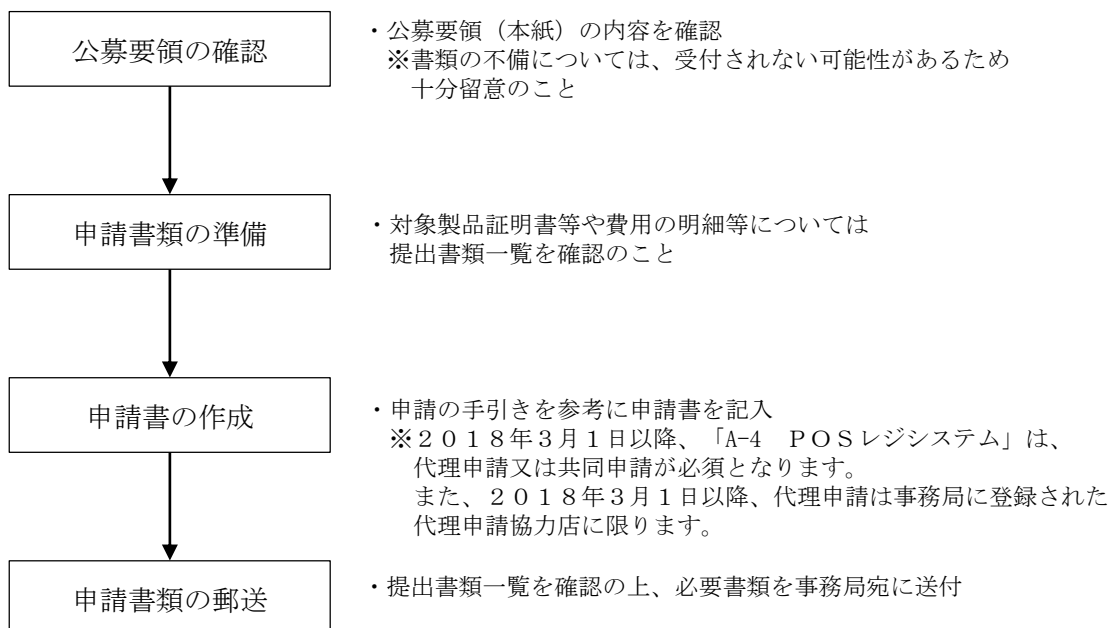 公募要領の確認
・公募要領（本紙）の内容を確認
※書類の不備については、受付されない可能性があるため
十分留意のこと
申請書類の準備
・対象製品証明書等や費用の明細等については
提出書類一覧を確認のこと
申請書の作成
・申請の手引きを参考に申請書を記入
※２０１８年３月１日以降、「A-4　ＰＯＳレジシステム」は、
代理申請又は共同申請が必須となります。
また、２０１８年３月１日以降、代理申請は事務局に登録された
代理申請協力店に限ります。
申請書類の郵送
・提出書類一覧を確認の上、必要書類を事務局宛に送付